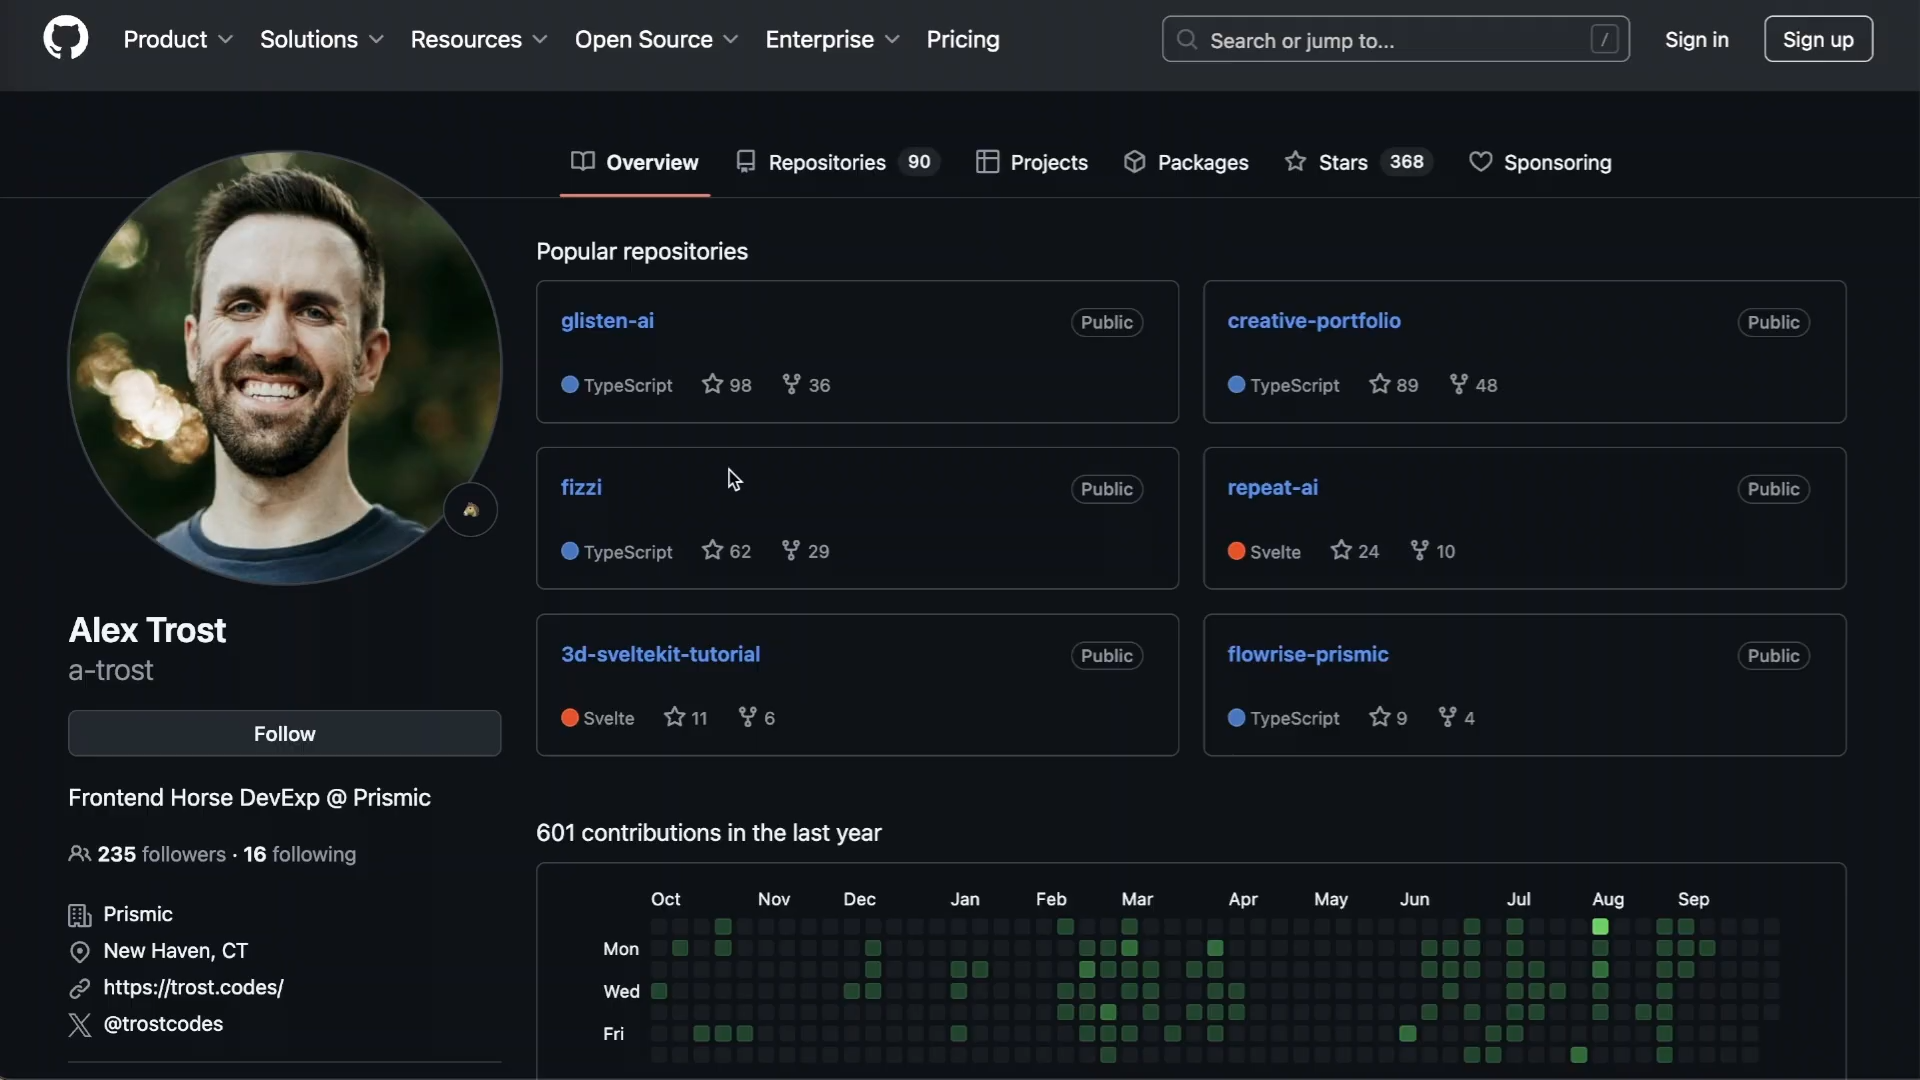 Product Solutions Resources Open Source Enterprise Pricing Search or jump to... / Sign in Sign up
Overview Repositories 90 Projects Packages Stars 368 Sponsoring
Popular repositories
glisten-ai Public
TypeScript 98 36
creative-portfolio Public
TypeScript 89 48
fizzi Public
TypeScript 62 29
repeat-ai Public
Svelte 24 10
3d-sveltekit-tutorial Public
Svelte 11 6
flowrise-prismic Public
TypeScript 9 4
Alex Trost
a-trost
Follow
Frontend Horse DevExp @ Prismic
235 followers · 16 following
Prismic
New Haven, CT
https://trost.codes/
@trostcodes
601 contributions in the last year
Oct Nov Dec Jan Feb Mar Apr May Jun Jul Aug Sep
Mon
Wed
Fri